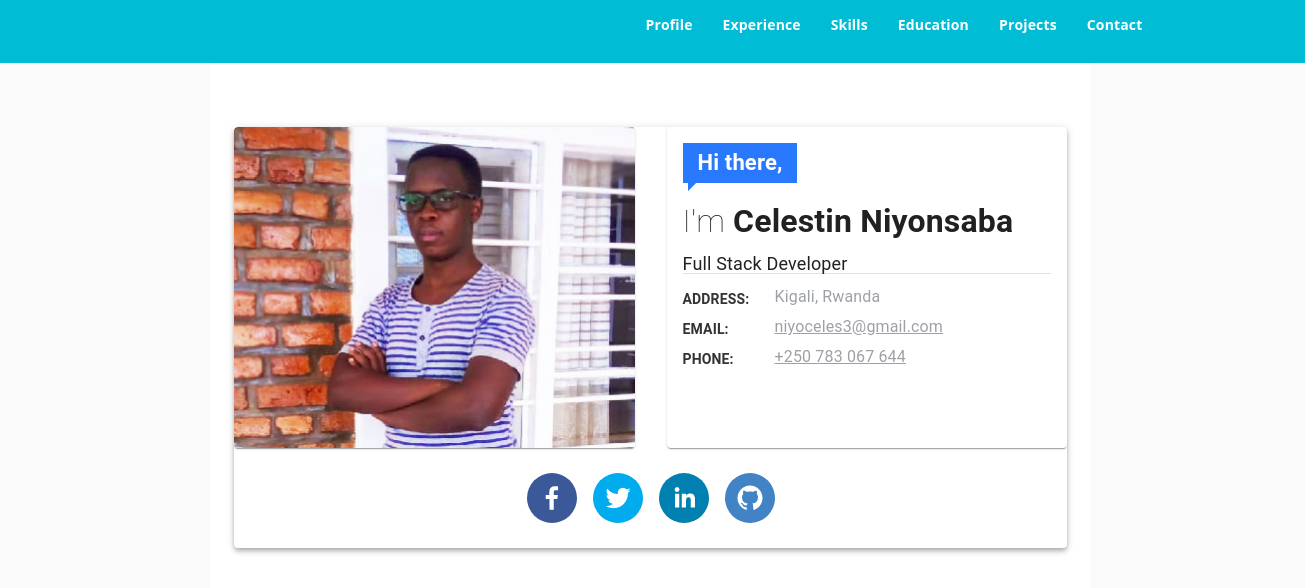 Profile Experience Skills Education Projects Contact
Hi there,
I'm Celestin Niyonsaba
Full Stack Developer
ADDRESS: Kigali, Rwanda
EMAIL: niyoceles3@gmail.com
PHONE: +250 783 067 644